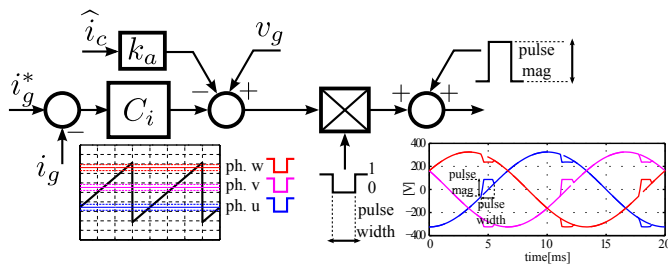 î_c
k_a
v_g
i_g^*
C_i
i_g
−
−
+
+
+
pulse
mag
ph. w
ph. v
ph. u
1
0
pulse
width
400
200
0
−200
−400
[V]
pulse
mag
pulse
width
0
5
10
15
20
time[ms]